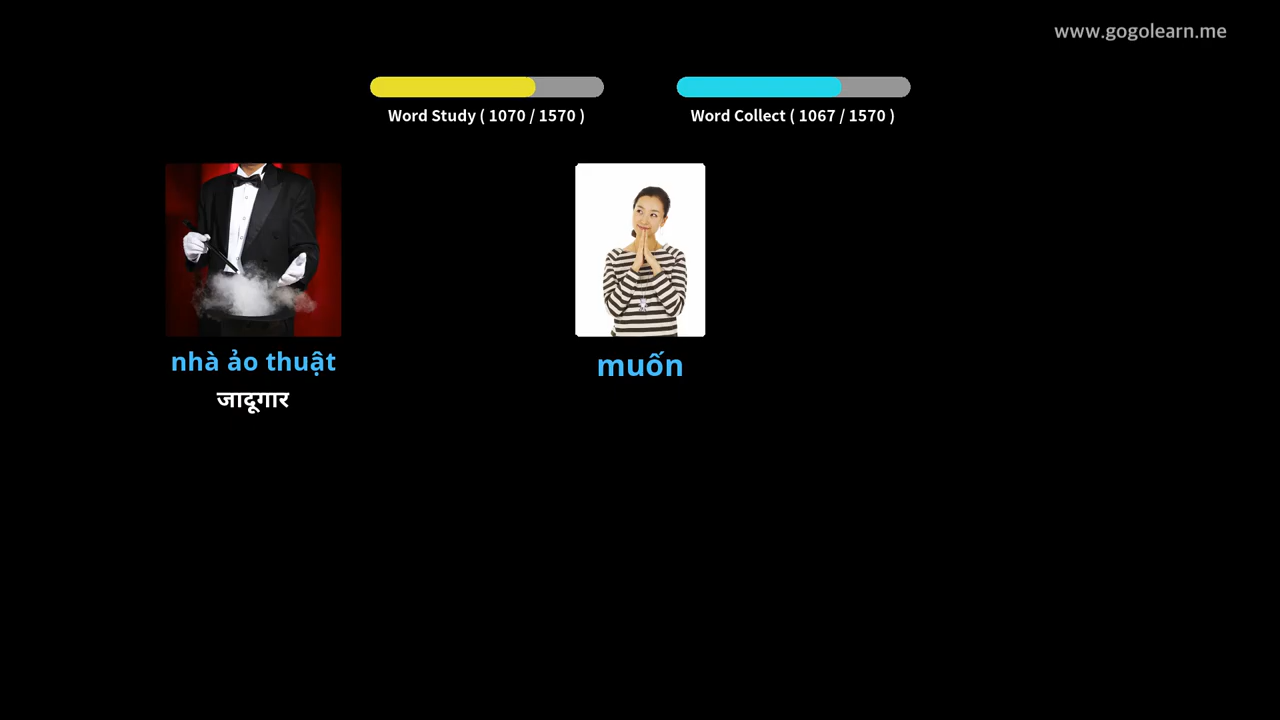 www.gogolearn.me
Word Study ( 1070 / 1570 )
Word Collect ( 1067 / 1570 )
nhà ảo thuật
जादूगार
muốn